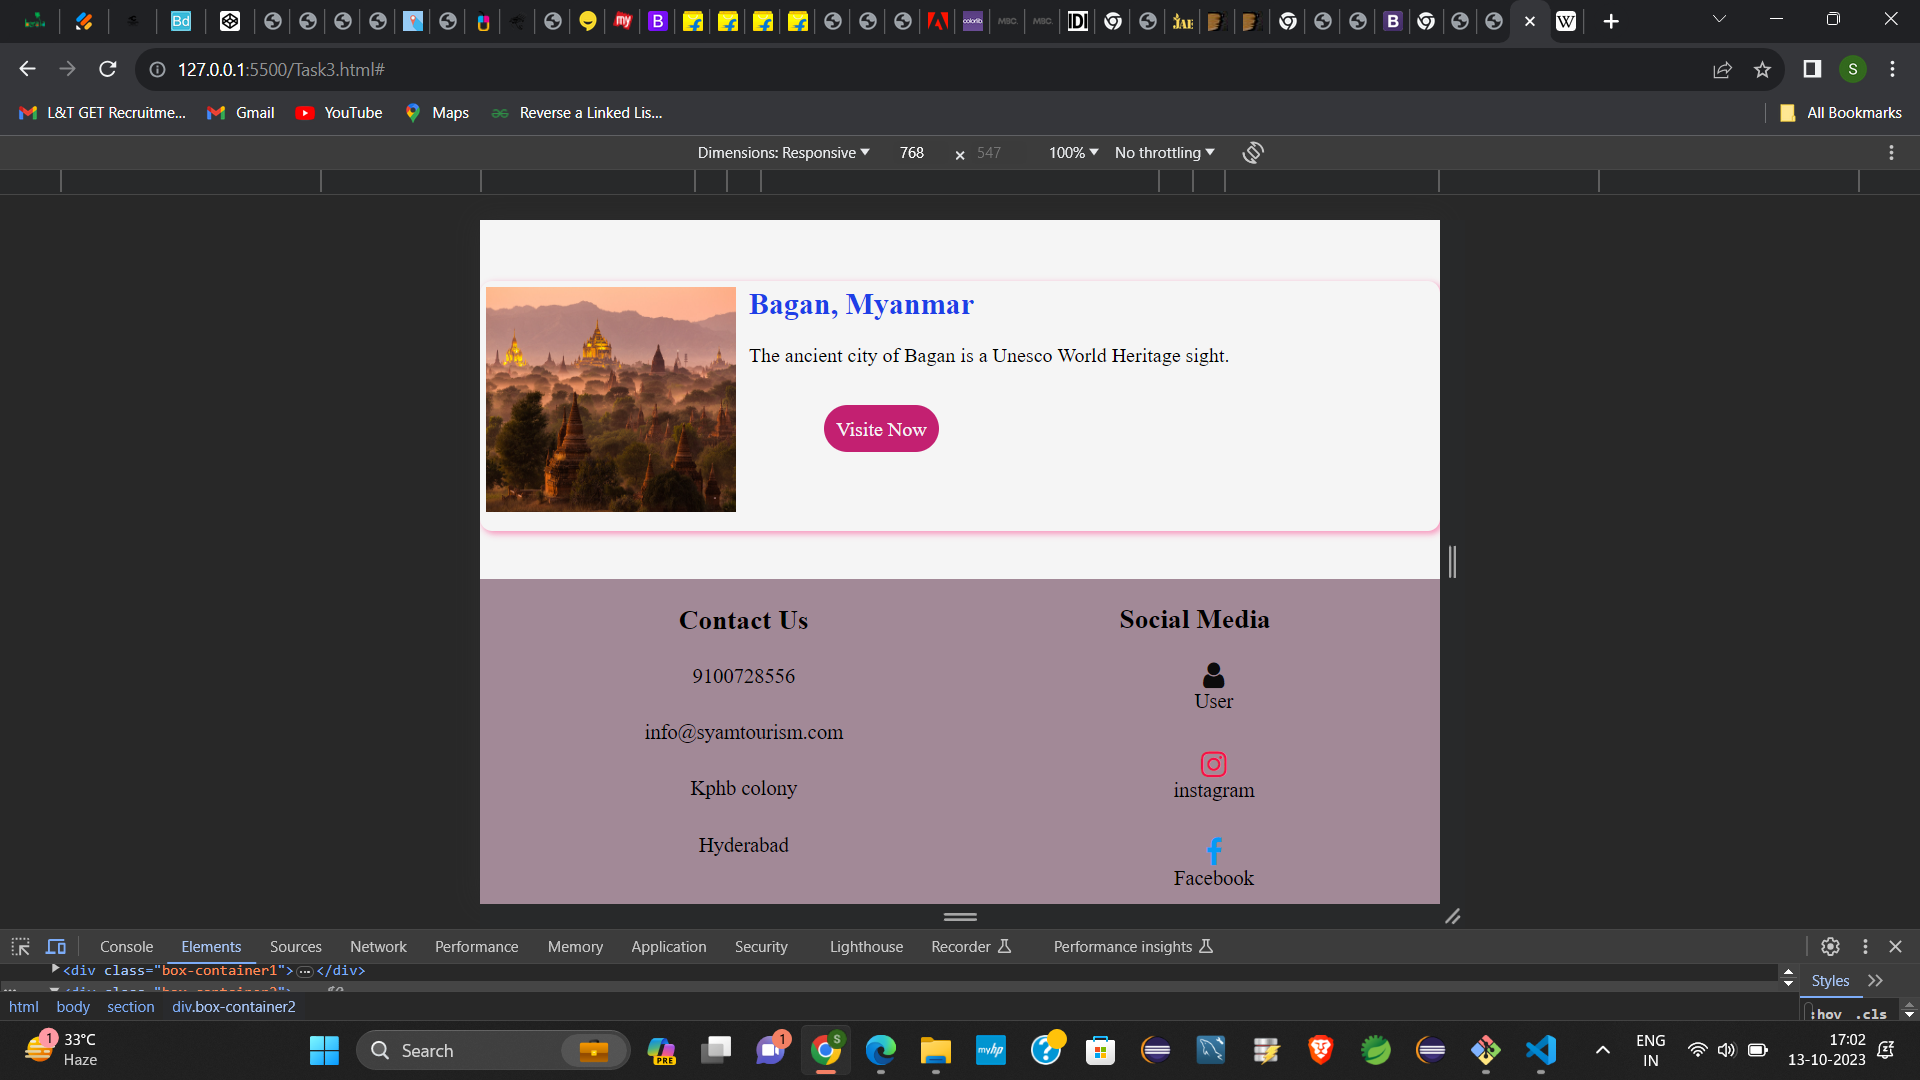 127.0.0.1:5500/Task3.html#
L&T GET Recruitme...
Gmail
YouTube
Maps
Reverse a Linked Lis...
All Bookmarks
Dimensions: Responsive
768
×
547
100%
No throttling
Bagan, Myanmar
The ancient city of Bagan is a Unesco World Heritage sight.
Visite Now
Contact Us
Social Media
9100728556
User
info@syamtourism.com
Kphb colony
instagram
Hyderabad
Facebook
Console
Elements
Sources
Network
Performance
Memory
Application
Security
Lighthouse
Recorder
Performance insights
<div class="box-container1">…</div>
Styles
html
body
section
div.box-container2
:hov .cls
33°C
Haze
Search
PRE
myhp
ENG
IN
17:02
13-10-2023